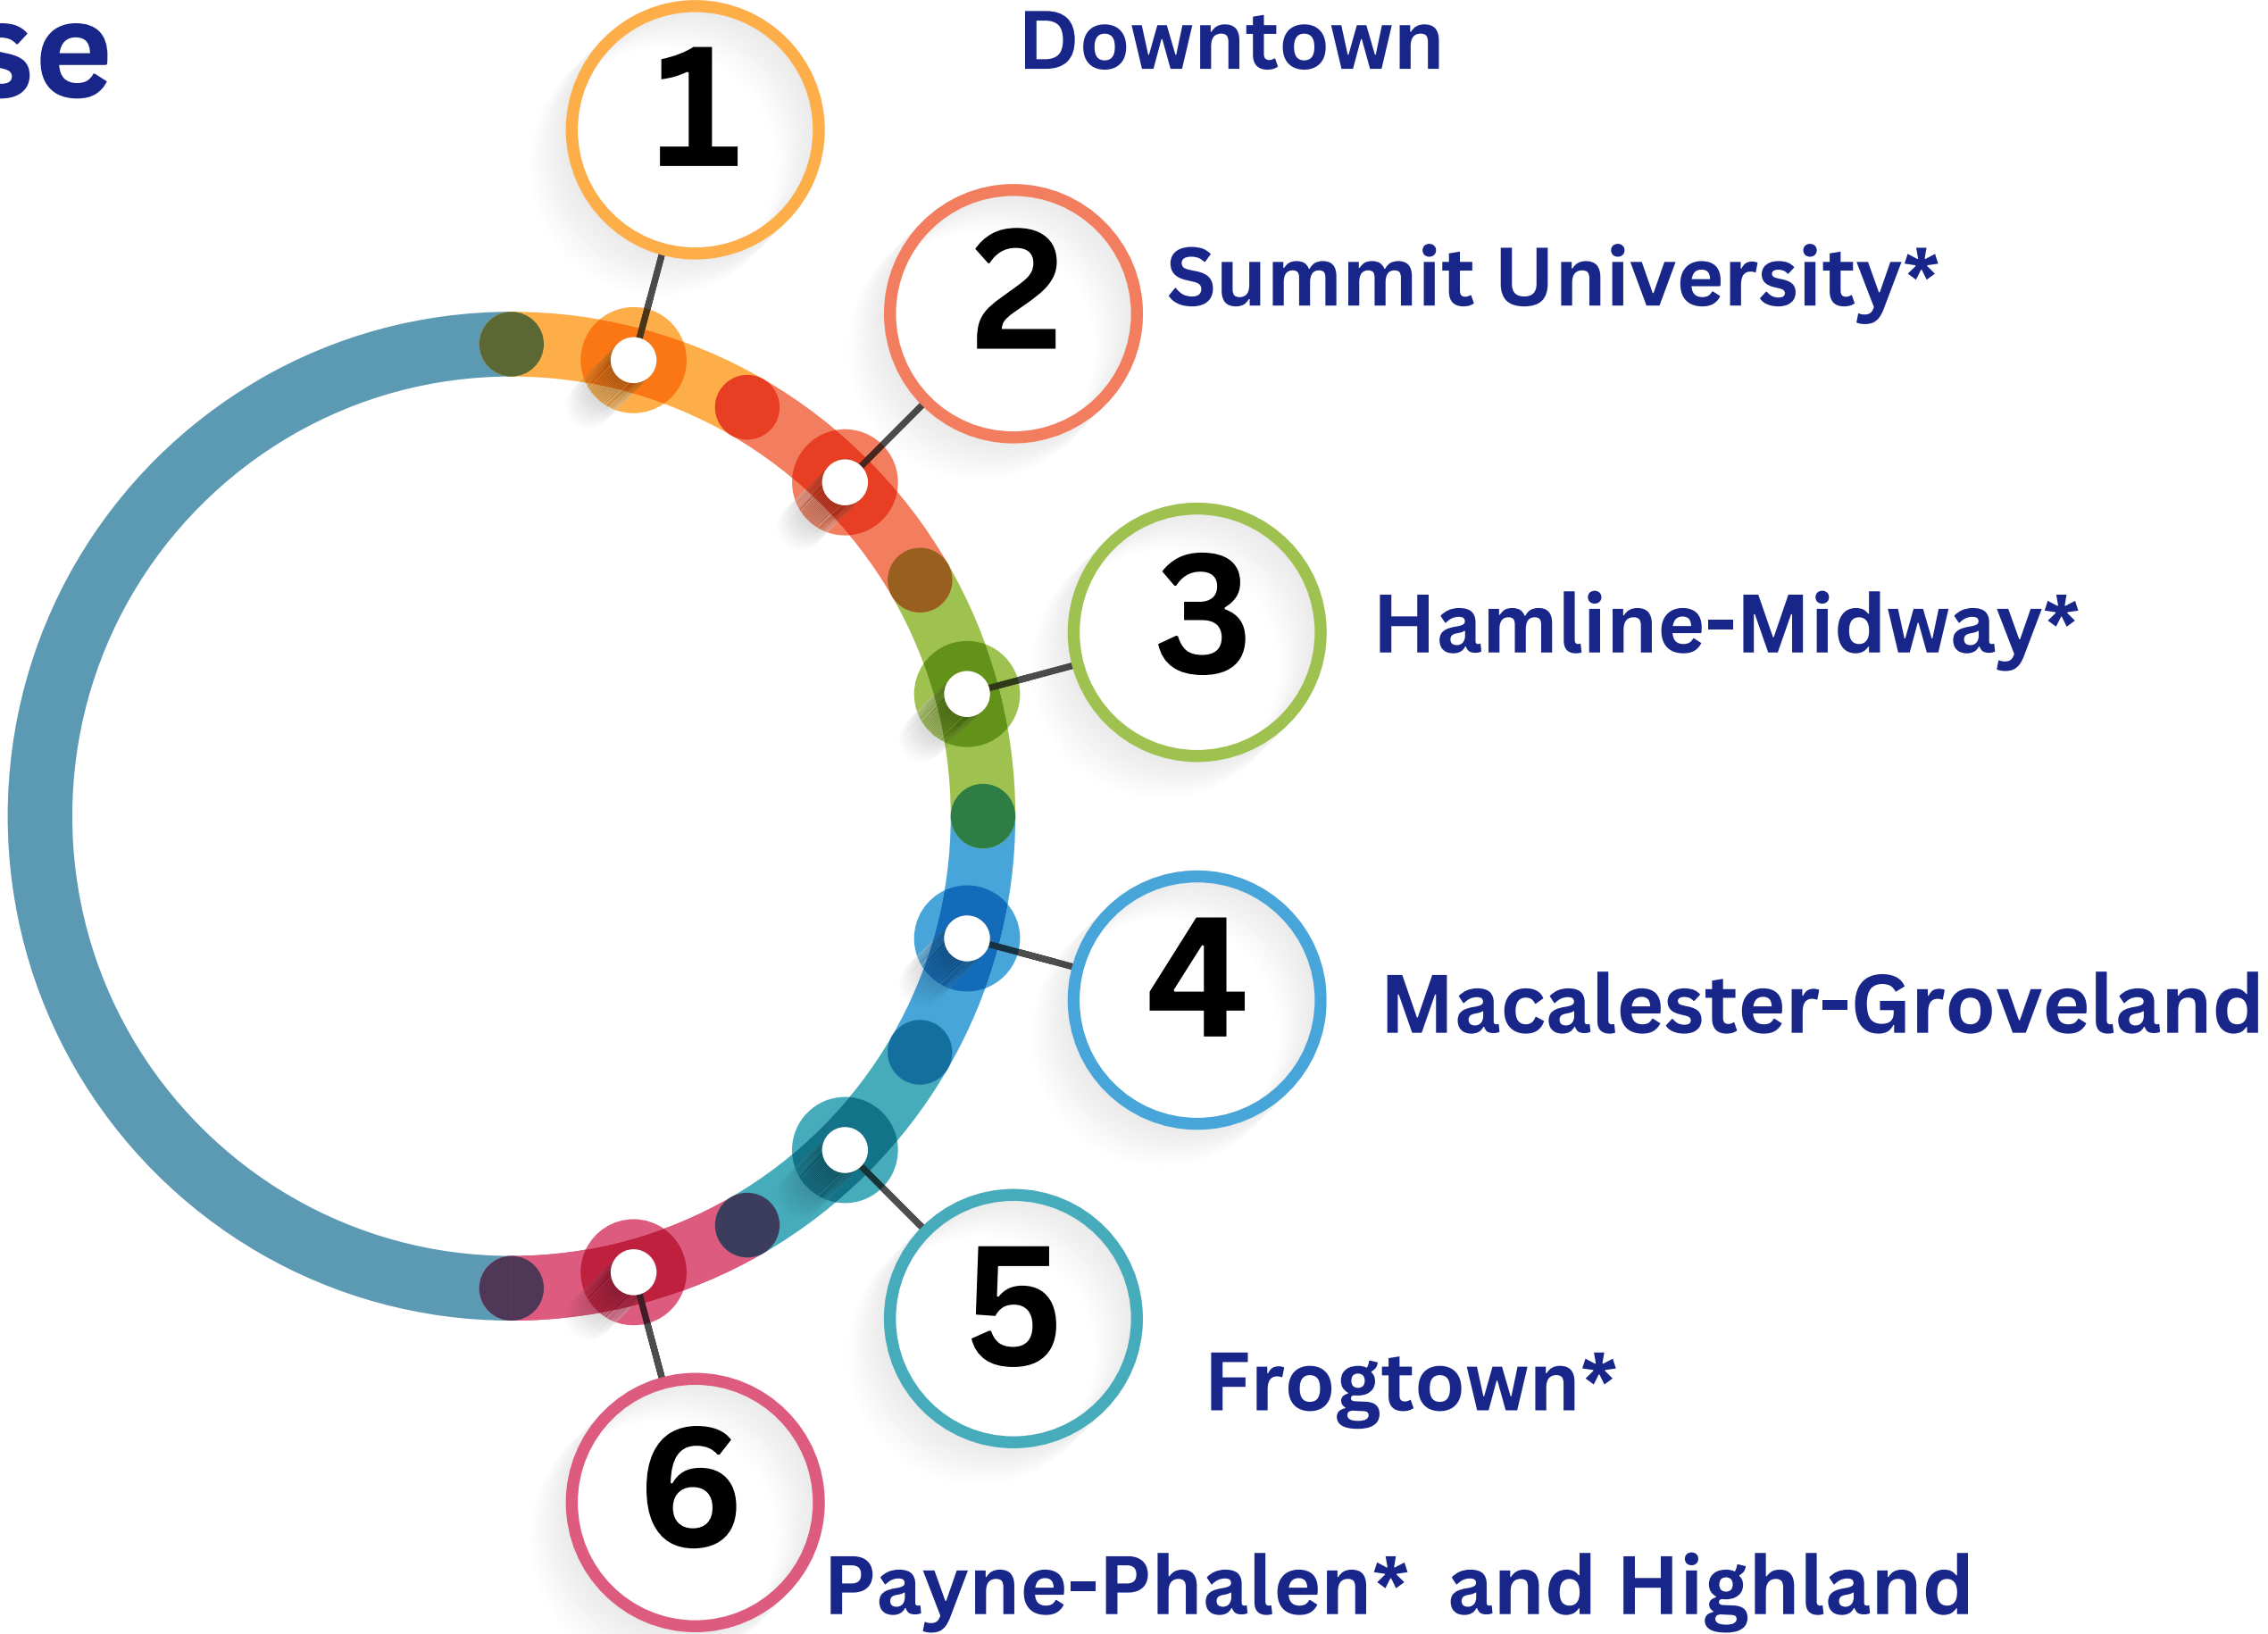 se
1
Downtown
2
Summit University*
3
Hamline-Midway*
4
Macalester-Groveland
5
Frogtown*
6
Payne-Phalen* and Highland